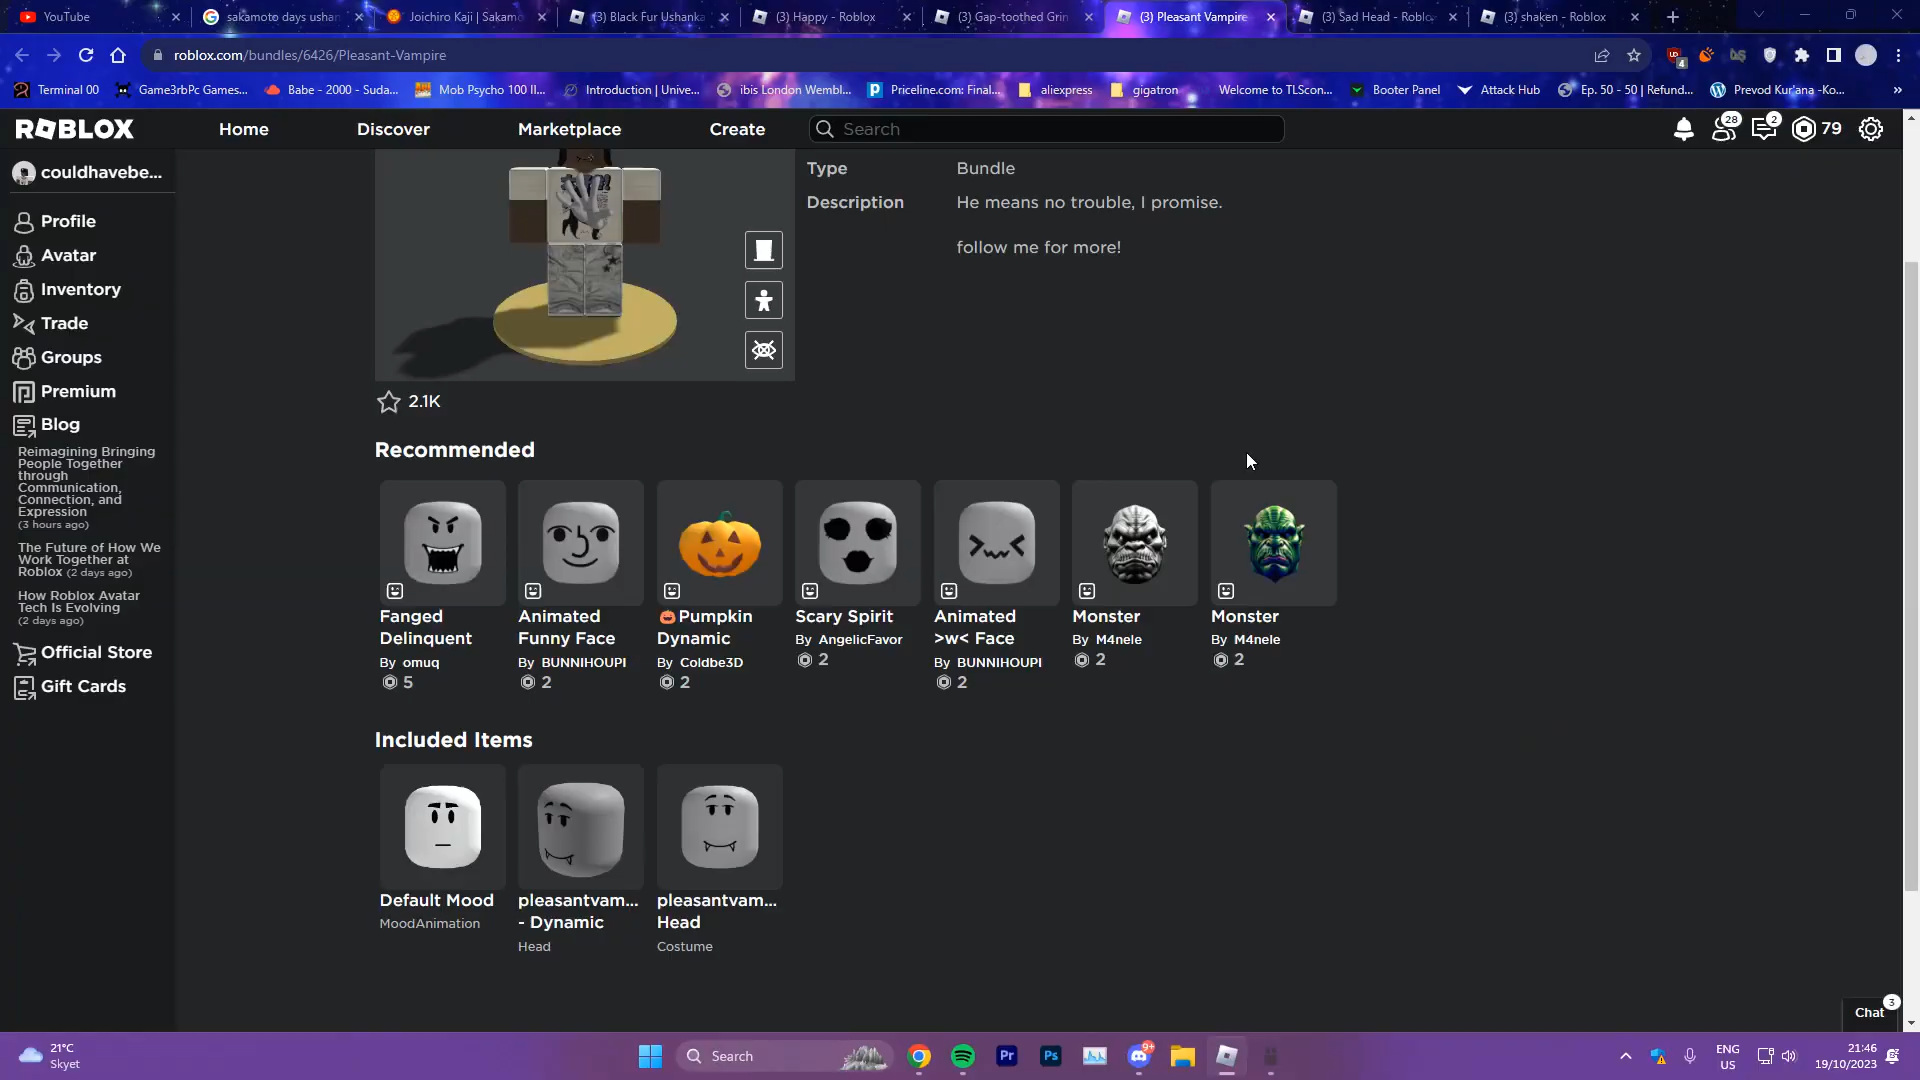 YouTube
sakamoto days ushan
Joichiro Kaji | Sakamo
(3) Black Fur Ushanka
(3) Happy - Roblox
(3) Gap-toothed Grin
(3) Pleasant Vampire
(3) Sad Head - Roblo
(3) shaken - Roblox
roblox.com/bundles/6426/Pleasant-Vampire
4
Terminal 00
Game3rbPc Games...
Babe - 2000 - Suda...
Mob Psycho 100 II...
Introduction | Unive...
ibis London Wembl...
Priceline.com: Final...
aliexpress
gigatron
Welcome to TLScon...
Booter Panel
Attack Hub
Ep. 50 - 50 | Refund...
Prevod Kur'ana -Ko...
»
ROBLOX
Home
Discover
Marketplace
Create
Search
28
2
79
couldhavebe...
Profile
Avatar
Inventory
Trade
Groups
Premium
Blog
Reimagining Bringing
People Together
through
Communication,
Connection, and
Expression
(3 hours ago)
The Future of How We
Work Together at
Roblox (2 days ago)
How Roblox Avatar
Tech Is Evolving
(2 days ago)
Official Store
Gift Cards
Type
Bundle
Description
He means no trouble, I promise.
follow me for more!
2.1K
Recommended
Fanged
Delinquent
By omuq
5
Animated
Funny Face
By BUNNIHOUPI
2
🎃Pumpkin
Dynamic
By Coldbe3D
2
Scary Spirit
By AngelicFavor
2
Animated
>w< Face
By BUNNIHOUPI
2
Monster
By M4nele
2
Monster
By M4nele
2
Included Items
Default Mood
MoodAnimation
pleasantvam...
- Dynamic
Head
pleasantvam...
Head
Costume
Chat
3
21°C
Skyet
Search
Pr
Ps
9+
ENG
US
21:46
19/10/2023